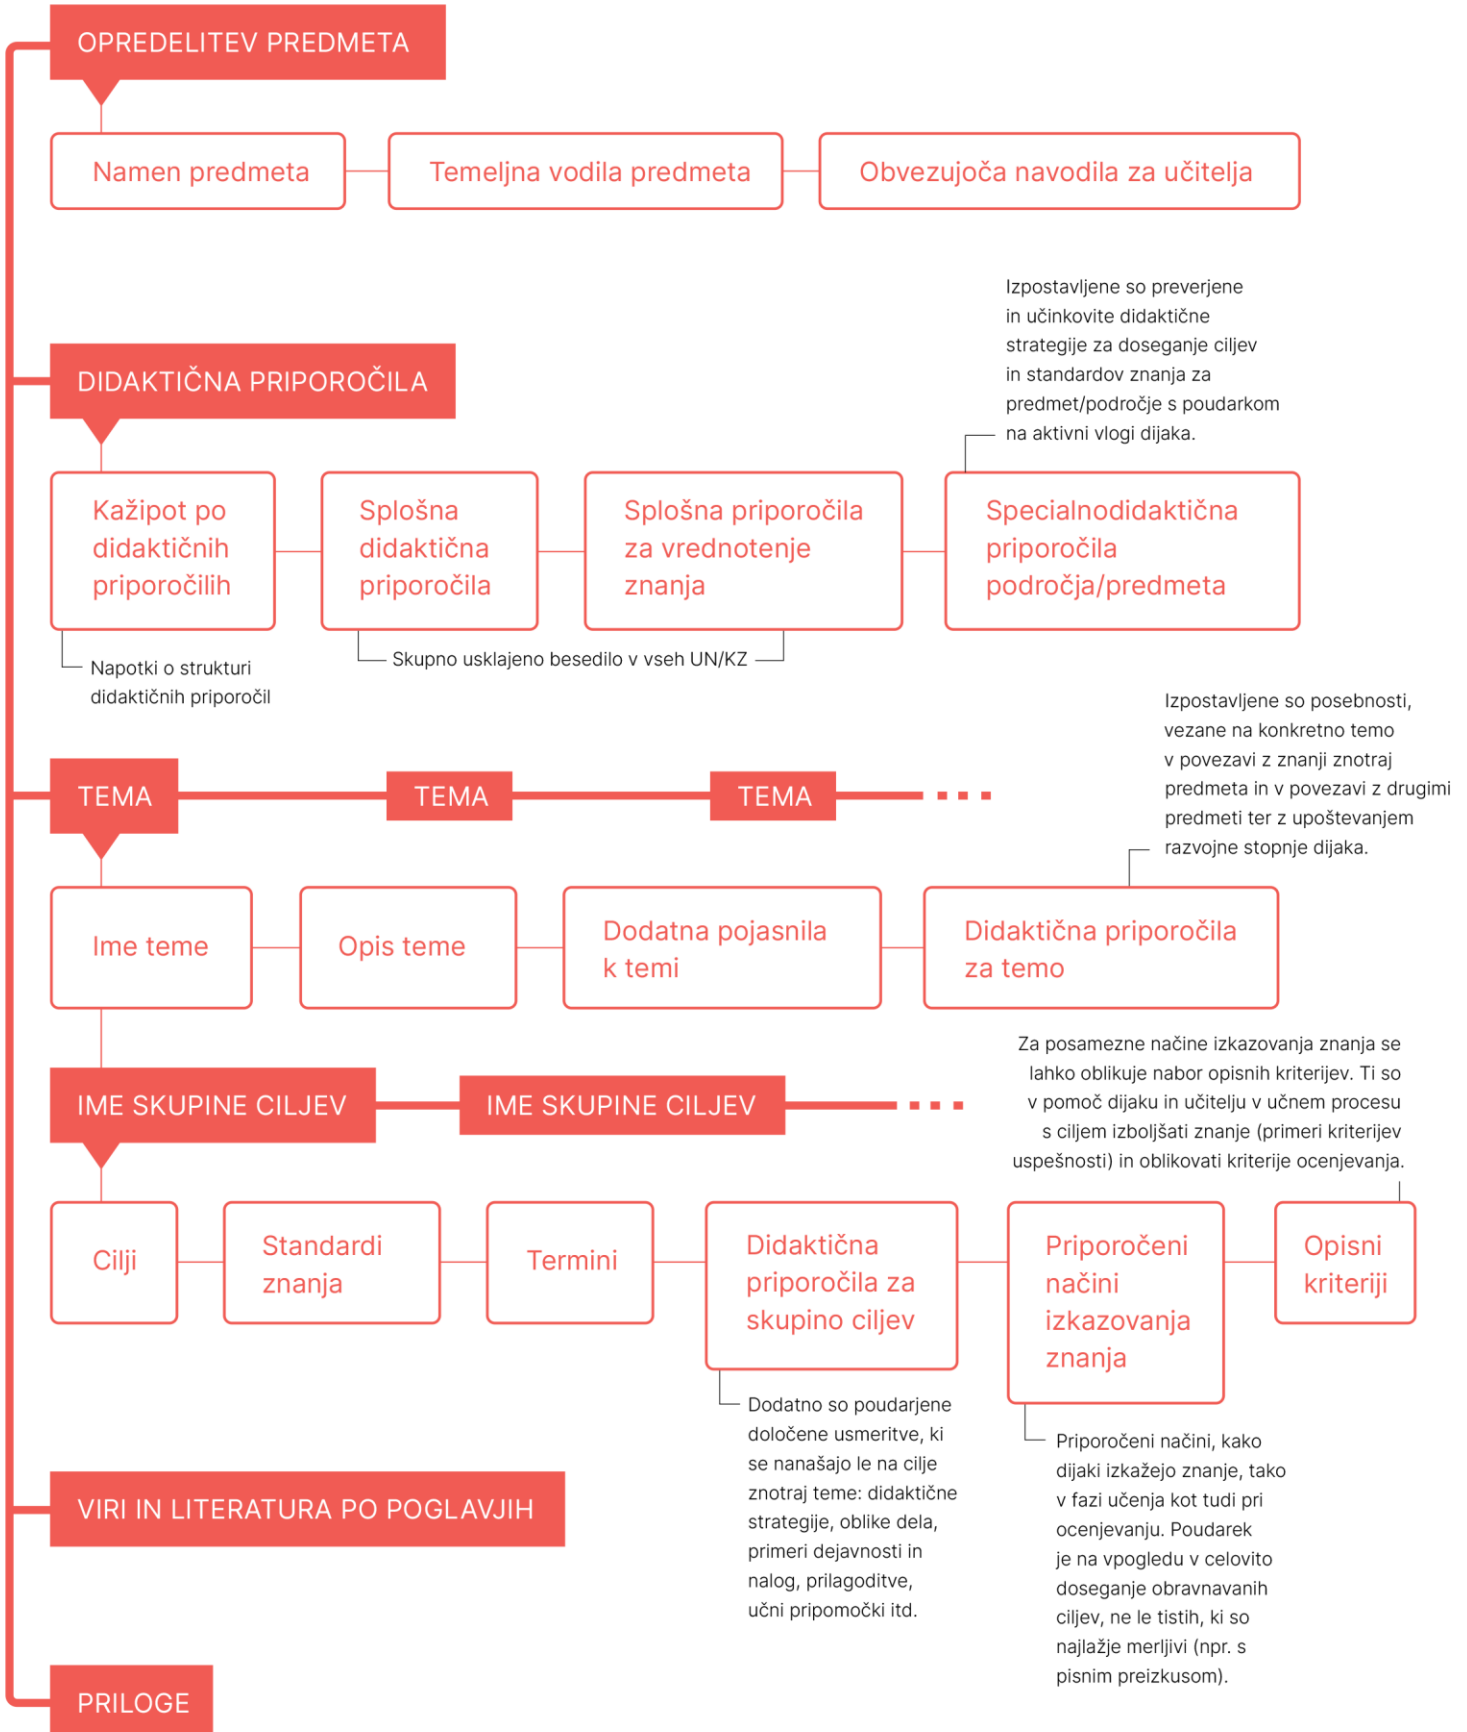 OPREDELITEV PREDMETA
Namen predmeta
Temeljna vodila predmeta
Obvezujoča navodila za učitelja
Izpostavljene so preverjene
in učinkovite didaktične
strategije za doseganje ciljev
in standardov znanja za
predmet/področje s poudarkom
na aktivni vlogi dijaka.
DIDAKTIČNA PRIPOROČILA
Kažipot po
didaktičnih
priporočilih
Splošna
didaktična
priporočila
Splošna priporočila
za vrednotenje
znanja
Specialnodidaktična
priporočila
področja/predmeta
Napotki o strukturi
didaktičnih priporočil
Skupno usklajeno besedilo v vseh UN/KZ
Izpostavljene so posebnosti,
vezane na konkretno temo
v povezavi z znanji znotraj
predmeta in v povezavi z drugimi
predmeti ter z upoštevanjem
razvojne stopnje dijaka.
TEMA
TEMA
TEMA
Ime teme
Opis teme
Dodatna pojasnila
k temi
Didaktična priporočila
za temo
Za posamezne načine izkazovanja znanja se
lahko oblikuje nabor opisnih kriterijev. Ti so
v pomoč dijaku in učitelju v učnem procesu
s ciljem izboljšati znanje (primeri kriterijev
uspešnosti) in oblikovati kriterije ocenjevanja.
IME SKUPINE CILJEV
IME SKUPINE CILJEV
Cilji
Standardi
znanja
Termini
Didaktična
priporočila za
skupino ciljev
Priporočeni
načini
izkazovanja
znanja
Opisni
kriteriji
Dodatno so poudarjene
določene usmeritve, ki
se nanašajo le na cilje
znotraj teme: didaktične
strategije, oblike dela,
primeri dejavnosti in
nalog, prilagoditve,
učni pripomočki itd.
Priporočeni načini, kako
dijaki izkažejo znanje, tako
v fazi učenja kot tudi pri
ocenjevanju. Poudarek
je na vpogledu v celovito
doseganje obravnavanih
ciljev, ne le tistih, ki so
najlažje merljivi (npr. s
pisnim preizkusom).
VIRI IN LITERATURA PO POGLAVJIH
PRILOGE